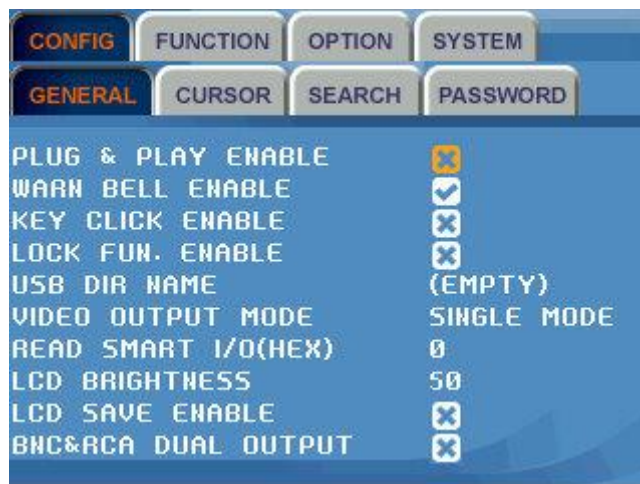 CONFIG FUNCTION OPTION SYSTEM
GENERAL CURSOR SEARCH PASSWORD
PLUG & PLAY ENABLE
WARN BELL ENABLE
KEY CLICK ENABLE
LOCK FUN. ENABLE
USB DIR NAME (EMPTY)
VIDEO OUTPUT MODE SINGLE MODE
READ SMART I/O(HEX) 0
LCD BRIGHTNESS 50
LCD SAVE ENABLE
BNC&RCA DUAL OUTPUT